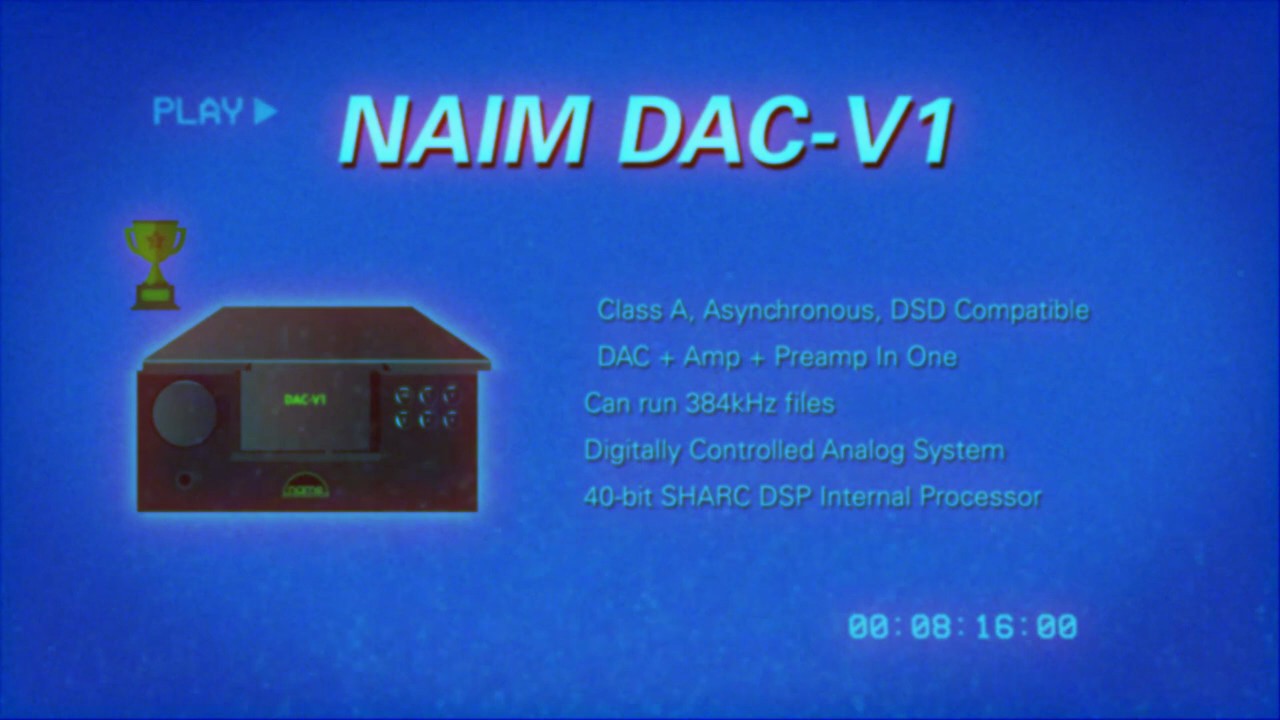 PLAY
NAIM DAC-V1
Class A, Asynchronous, DSD Compatible
DAC + Amp + Preamp In One
DAC-V1
Can run 384kHz files
Digitally Controlled Analog System
naim
40-bit SHARC DSP Internal Processor
00:08:16:00